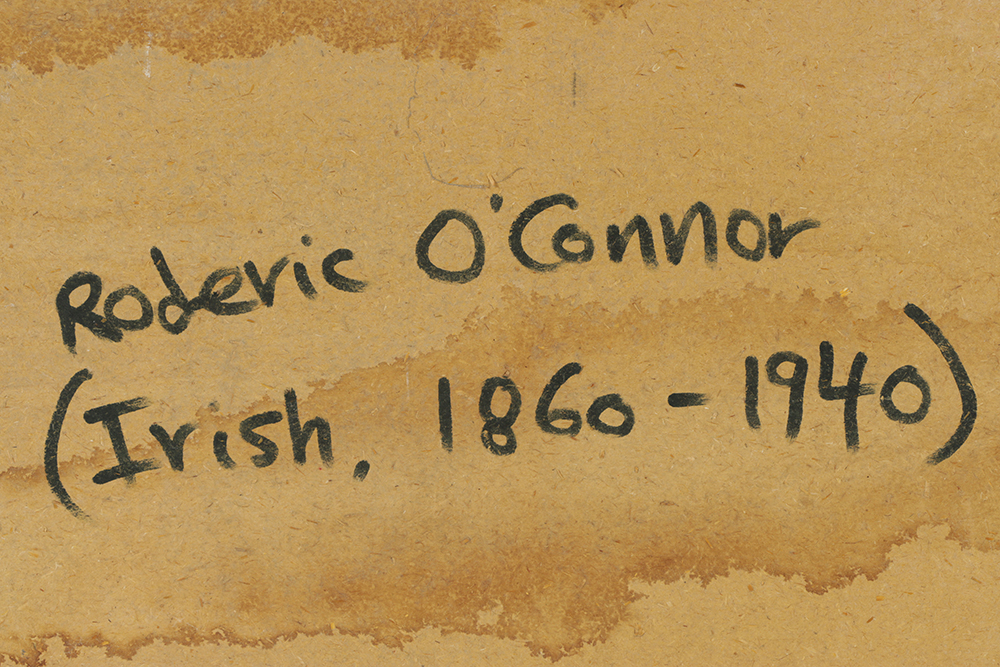 Roderic O'Connor
(Irish, 1860 - 1940)